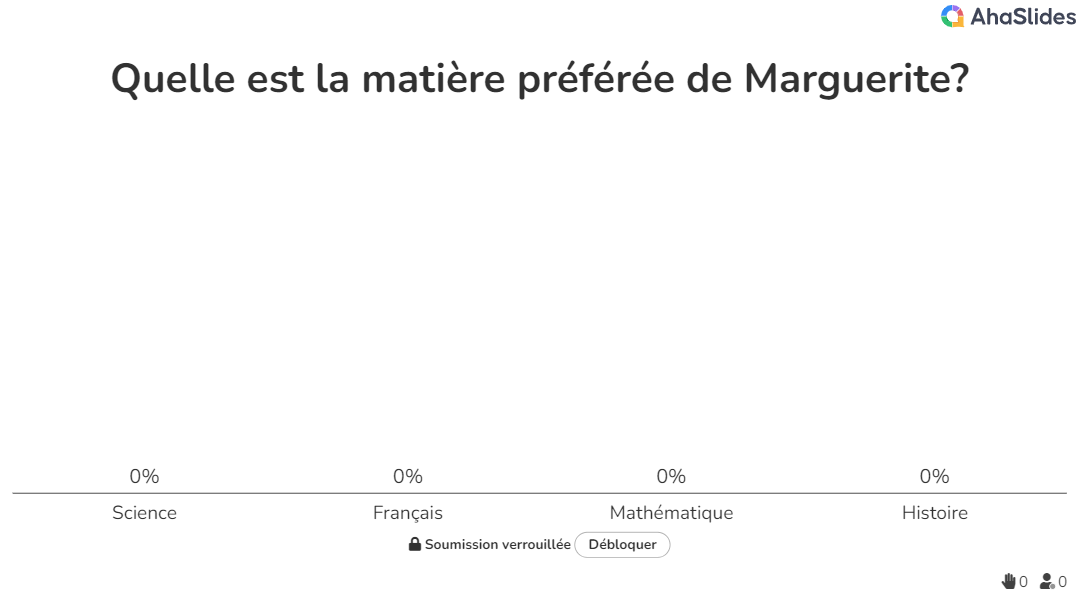 AhaSlides
Quelle est la matière préférée de Marguerite?
0% 0% 0% 0%
Science Français Mathématique Histoire
Soumission verrouillée Débloquer
0 0